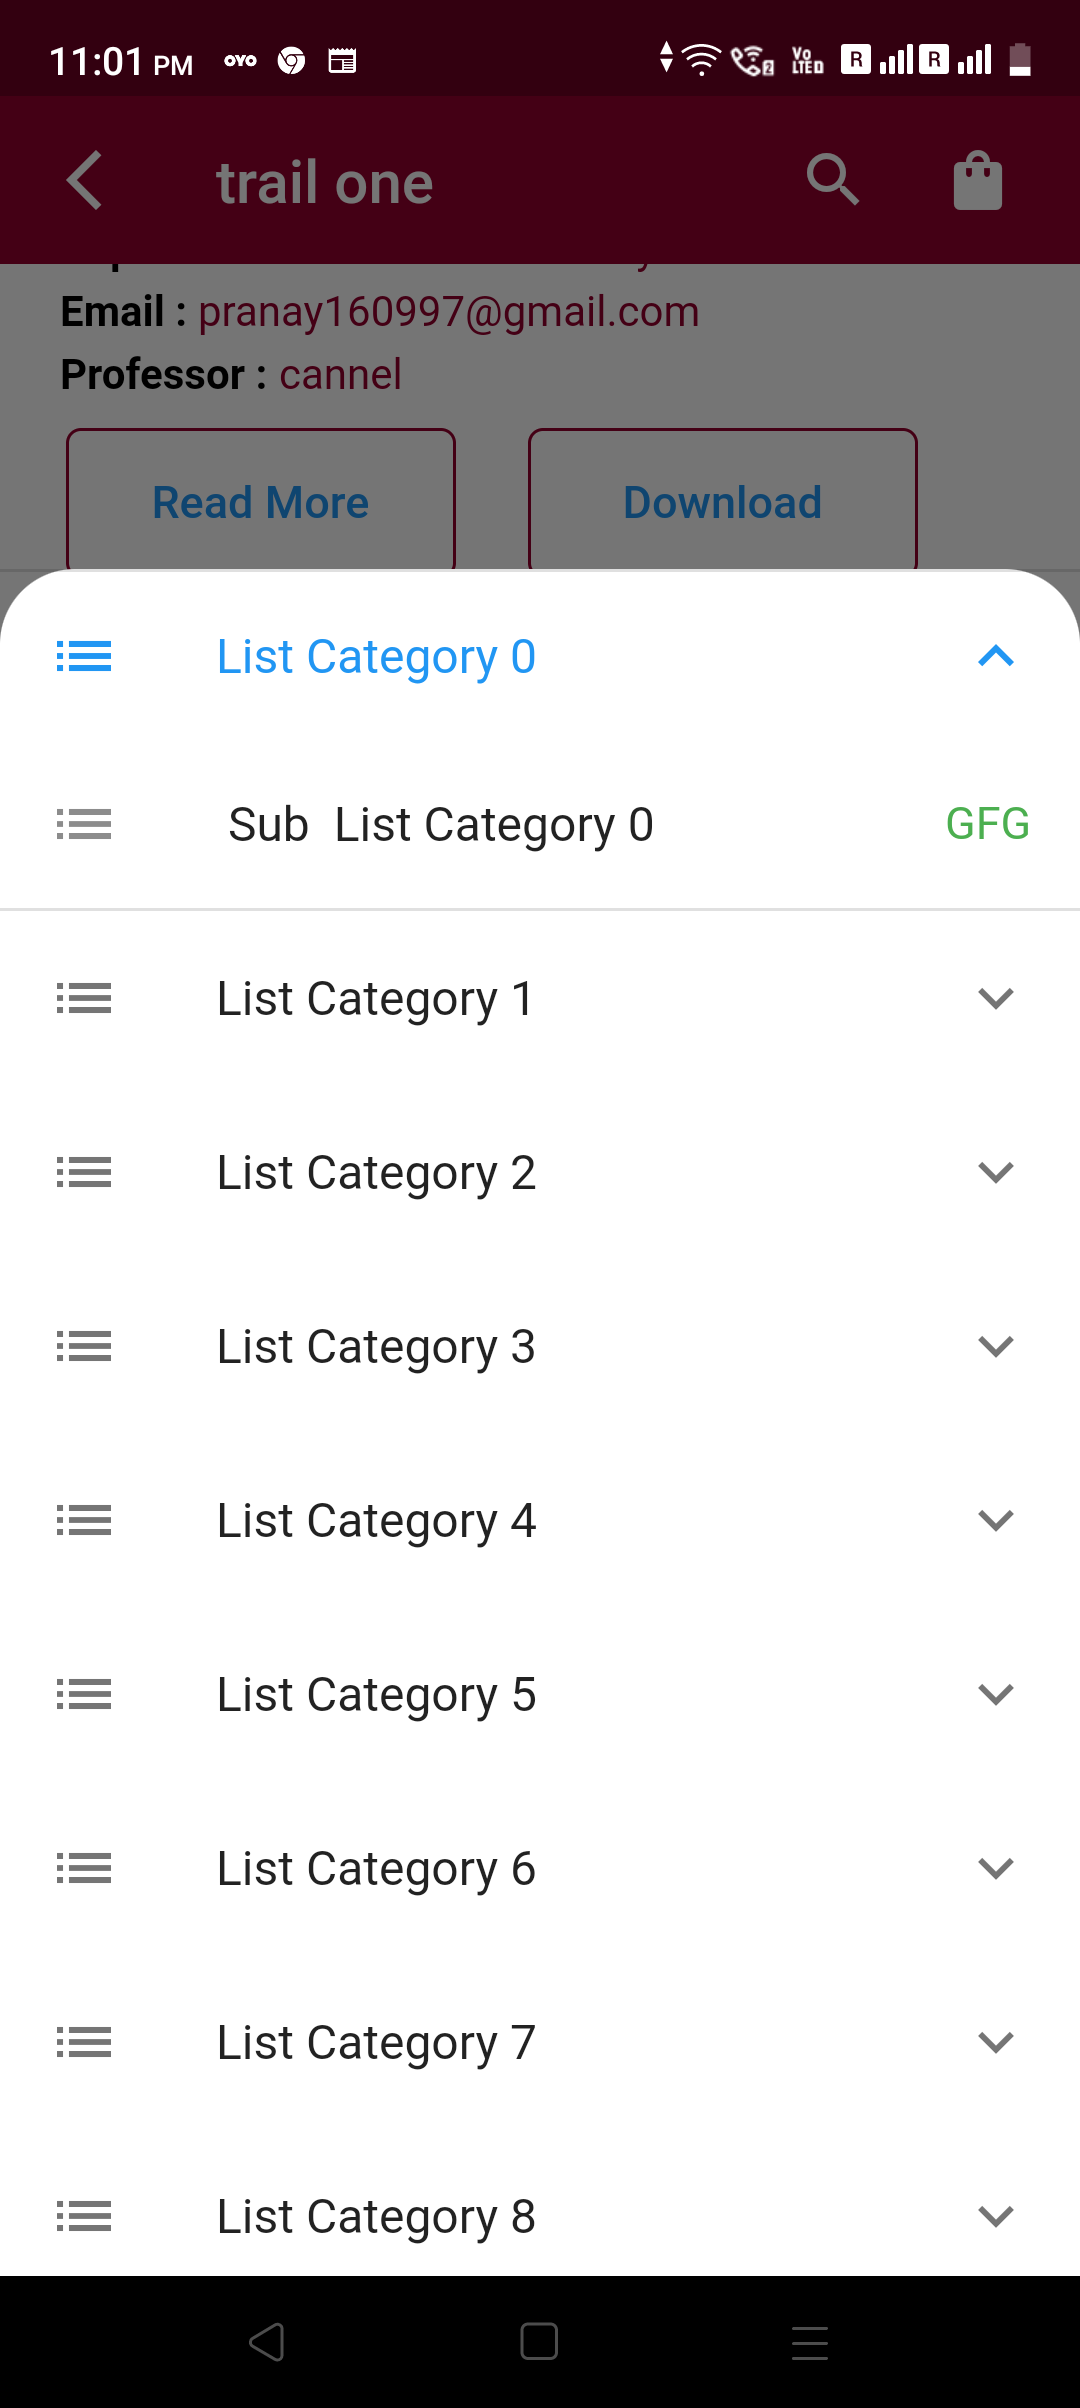 11:01 PM OYO Vo LTE D R R
trail one
Email : pranay160997@gmail.com
Professor : cannel
Read More Download
List Category 0
Sub List Category 0 GFG
List Category 1
List Category 2
List Category 3
List Category 4
List Category 5
List Category 6
List Category 7
List Category 8